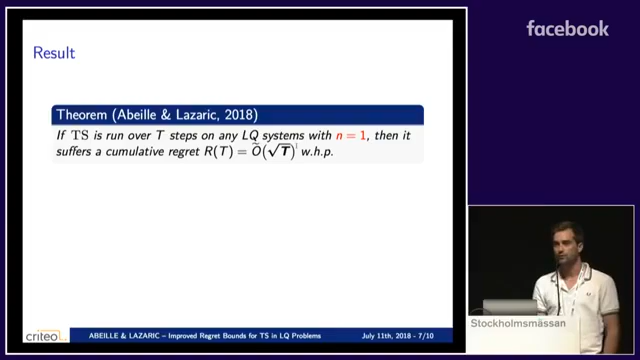 facebook
Result
Theorem (Abeille & Lazaric, 2018)
If TS is run over T steps on any LQ systems with n = 1, then it
suffers a cumulative regret R(T) = Õ(√T) w.h.p.
Stockholmsmässan
criteo
ABEILLE & LAZARIC – Improved Regret Bounds for TS in LQ Problems
July 11th, 2018 - 7/10